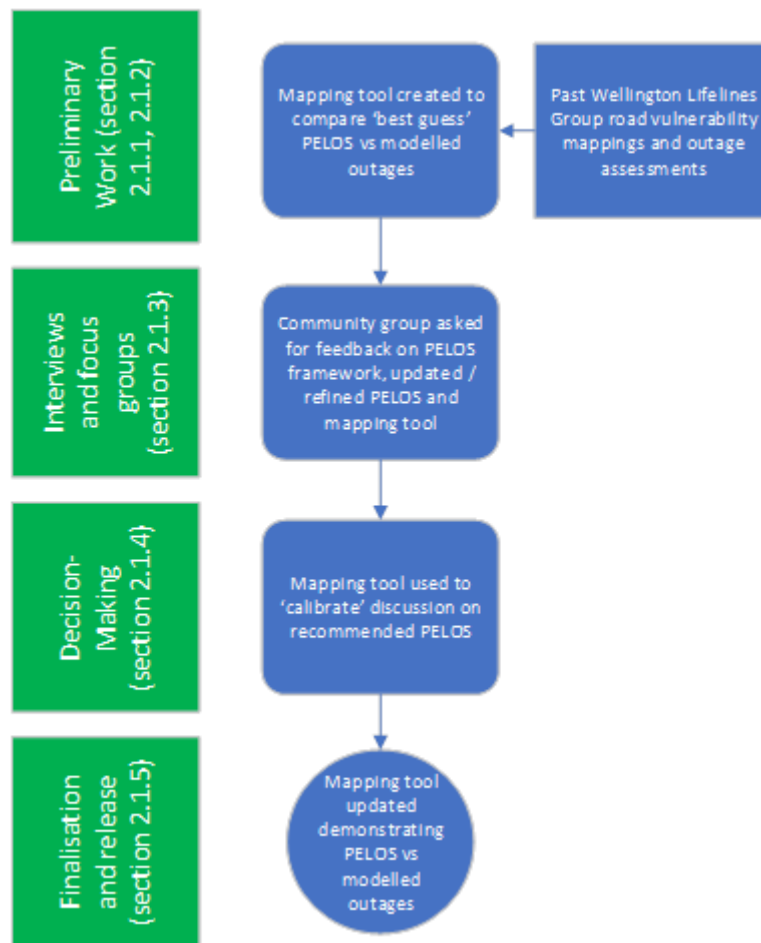 Preliminary
Work (section
2.1.1, 2.1.2)
Mapping tool created to
compare ‘best guess’
PELOS vs modelled
outages
Past Wellington Lifelines
Group road vulnerability
mappings and outage
assessments
Interviews
and focus
groups
(section 2.1.3)
Community group asked
for feedback on PELOS
framework, updated /
refined PELOS and
mapping tool
Decision-
Making
(section 2.1.4)
Mapping tool used to
‘calibrate’ discussion on
recommended PELOS
Finalisation
and release
(section 2.1.5)
Mapping tool
updated
demonstrating
PELOS vs
modelled
outages